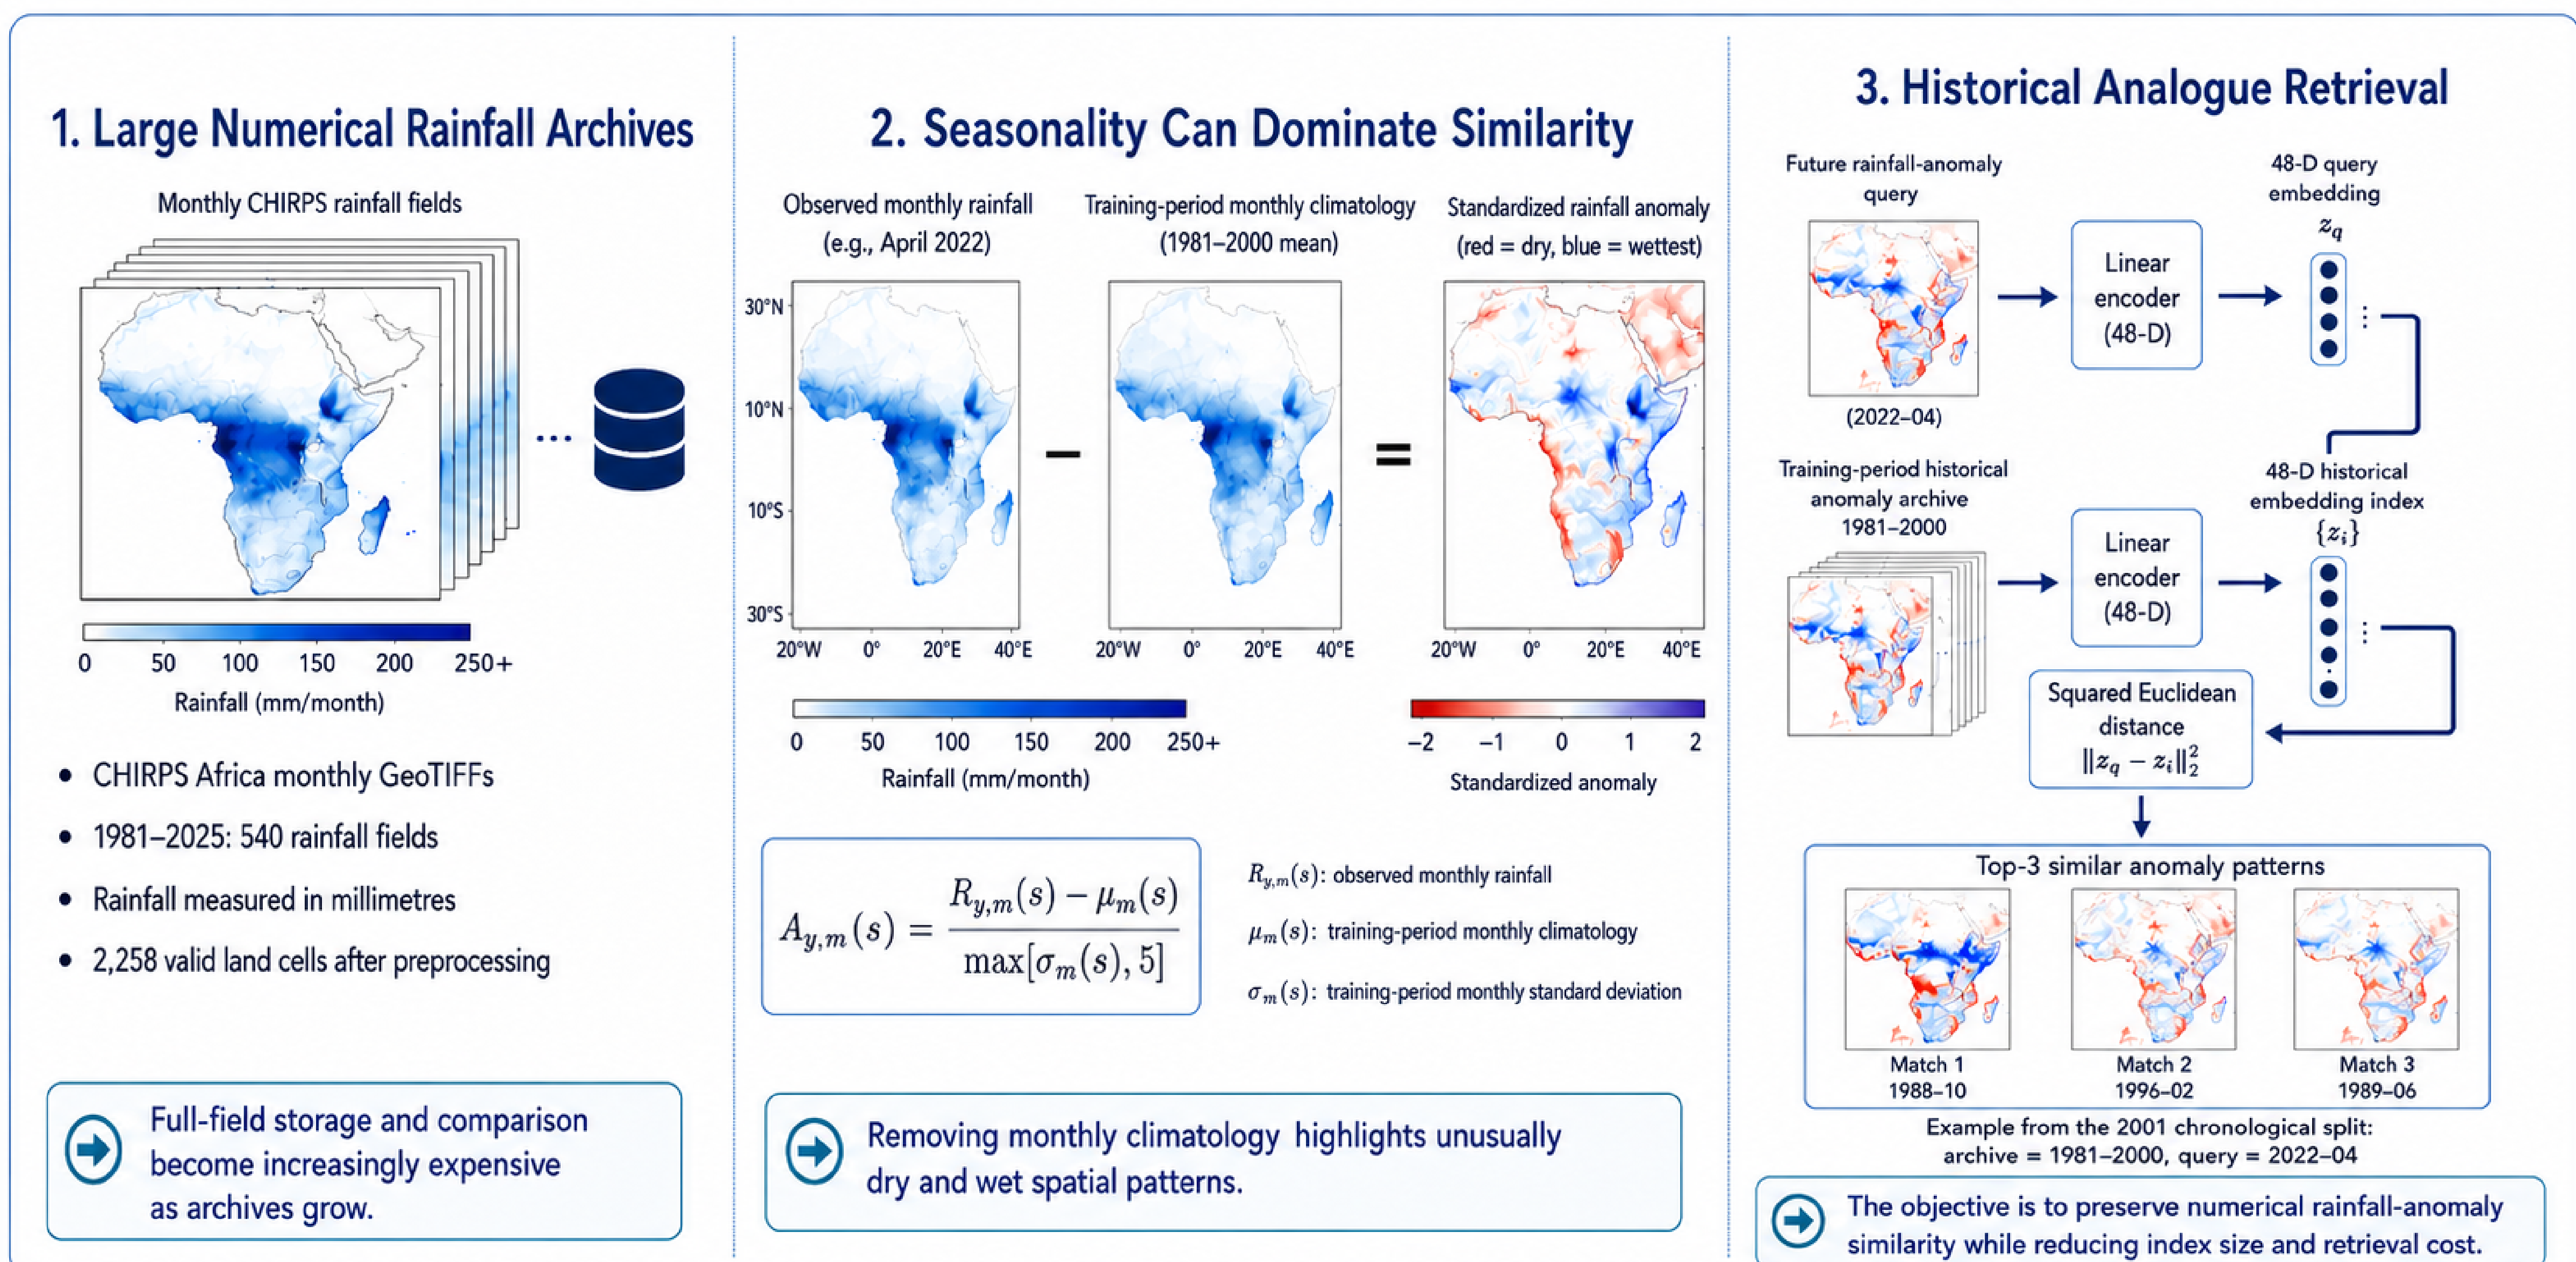 1. Large Numerical Rainfall Archives
Monthly CHIRPS rainfall fields
...
0 50 100 150 200 250+
Rainfall (mm/month)
• CHIRPS Africa monthly GeoTIFFs
• 1981–2025: 540 rainfall fields
• Rainfall measured in millimetres
• 2,258 valid land cells after preprocessing
Full-field storage and comparison
become increasingly expensive
as archives grow.
2. Seasonality Can Dominate Similarity
Observed monthly rainfall
(e.g., April 2022)
Training-period monthly climatology
(1981–2000 mean)
Standardized rainfall anomaly
(red = dry, blue = wettest)
30°N
10°N
10°S
30°S
− =
20°W 0° 20°E 40°E
20°W 0° 20°E 40°E
20°W 0° 20°E 40°E
0 50 100 150 200 250+
Rainfall (mm/month)
−2 −1 0 1 2
Standardized anomaly
A_{y,m}(s) = \frac{R_{y,m}(s) − μ_m(s)}{max[σ_m(s), 5]}
R_{y,m}(s): observed monthly rainfall
μ_m(s): training-period monthly climatology
σ_m(s): training-period monthly standard deviation
Removing monthly climatology highlights unusually
dry and wet spatial patterns.
3. Historical Analogue Retrieval
Future rainfall-anomaly
query
(2022–04)
Linear
encoder
(48-D)
48-D query
embedding
z_q
⋮
Training-period historical
anomaly archive
1981–2000
Linear
encoder
(48-D)
48-D historical
embedding index
{z_i}
⋮
Squared Euclidean
distance
‖z_q − z_i‖_2^2
Top-3 similar anomaly patterns
Match 1
1988–10
Match 2
1996–02
Match 3
1989–06
Example from the 2001 chronological split:
archive = 1981–2000, query = 2022–04
The objective is to preserve numerical rainfall-anomaly
similarity while reducing index size and retrieval cost.